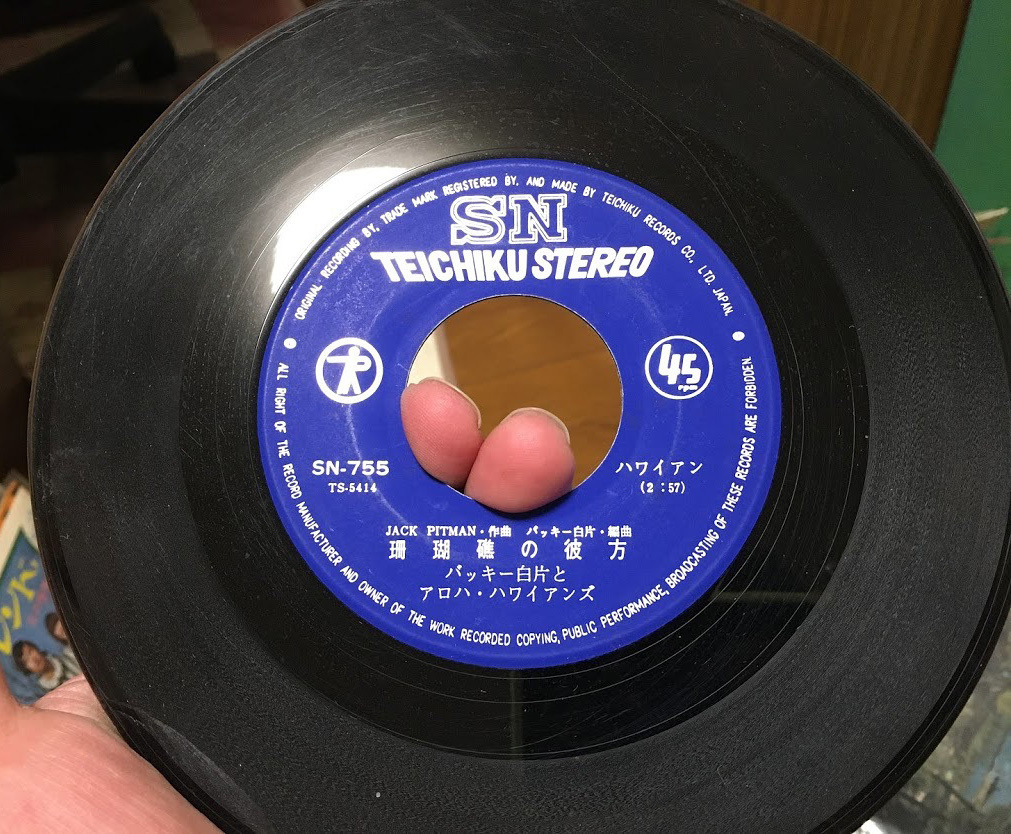 ORIGINAL RECORDING BY, TRADE MARK REGISTERED BY, AND MADE BY TEICHIKU RECORDS CO., LTD. JAPAN.
SN
TEICHIKU STEREO
45
rpm
SN-755
TS-5414
ハワイアン
(2:57)
JACK PITMAN・作曲 バッキー白片・編曲
珊瑚礁の彼方
バッキー白片と
アロハ・ハワイアンズ
ALL RIGHT OF THE RECORD MANUFACTURER AND OWNER OF THE WORK RECORDED COPYING, PUBLIC PERFORMANCE, BROADCASTING OF THESE RECORDS ARE FORBIDDEN.